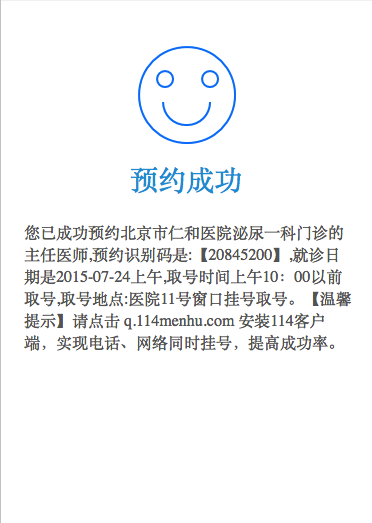 预约成功
您已成功预约北京市仁和医院泌尿一科门诊的
主任医师,预约识别码是:【20845200】,就诊日
期是2015-07-24上午,取号时间上午10：00以前
取号,取号地点:医院11号窗口挂号取号。【温馨
提示】请点击 q.114menhu.com 安装114客户
端，实现电话、网络同时挂号，提高成功率。